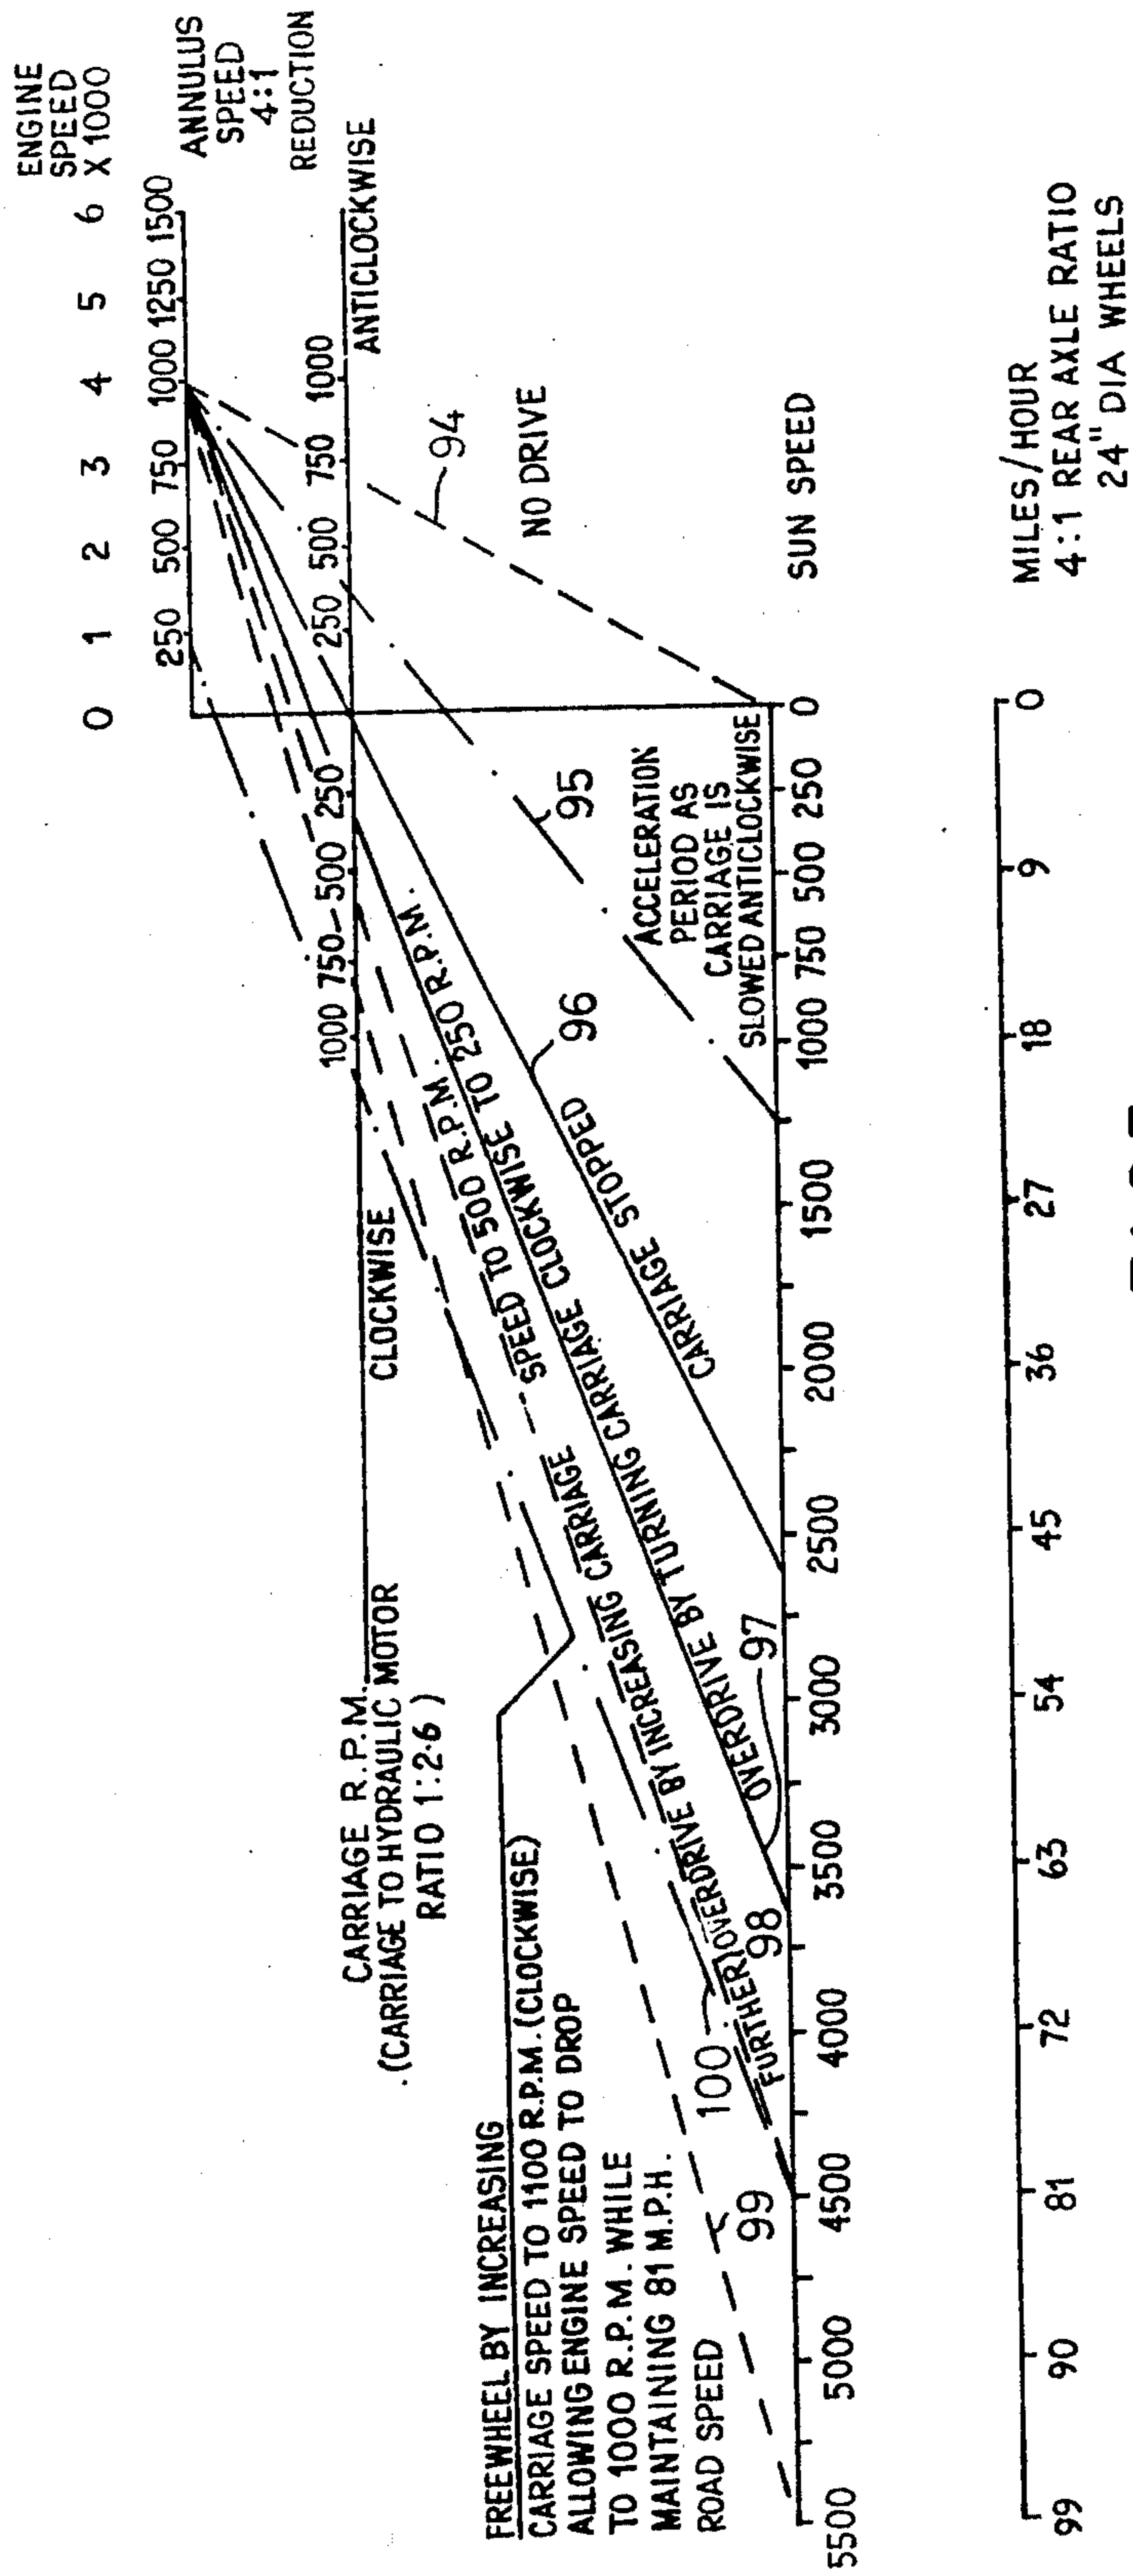 ENGINE
SPEED
X 1000
0 1 2 3 4 5 6
ANNULUS
SPEED
4:1
REDUCTION
250 500 750 1000 1250 1500
1000 750 500 250 250 500 750 1000
ANTICLOCKWISE
CLOCKWISE
CARRIAGE R.P.M.
(CARRIAGE TO HYDRAULIC MOTOR
RATIO 1:2·6)
94
NO DRIVE
95
96
ACCELERATION
PERIOD AS
CARRIAGE IS
SLOWED ANTICLOCKWISE
CARRIAGE STOPPED
OVERDRIVE BY TURNING CARRIAGE CLOCKWISE TO 250 R.P.M.
97
FURTHER OVERDRIVE BY INCREASING CARRIAGE SPEED TO 500 R.P.M.
98
100
99
FREEWHEEL BY INCREASING
CARRIAGE SPEED TO 1100 R.P.M. (CLOCKWISE)
ALLOWING ENGINE SPEED TO DROP
TO 1000 R.P.M. WHILE
MAINTAINING 81 M.P.H.
ROAD SPEED
5500 5000 4500 4000 3500 3000 2500 2000 1500 1000 750 500 250 0
SUN SPEED
99 90 81 72 63 54 45 36 27 18 9 0
MILES/HOUR
4:1 REAR AXLE RATIO
24" DIA WHEELS